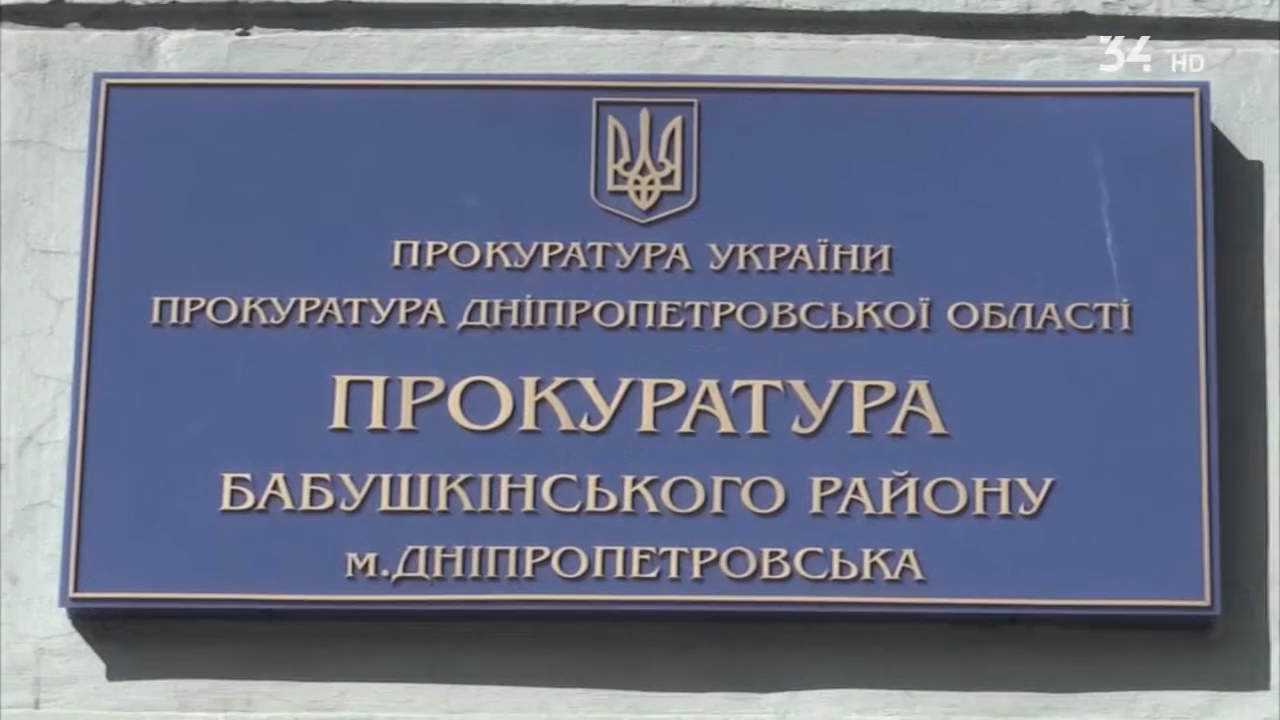 34 HD
ПРОКУРАТУРА УКРАЇНИ
ПРОКУРАТУРА ДНІПРОПЕТРОВСЬКОЇ ОБЛАСТІ
ПРОКУРАТУРА
БАБУШКІНСЬКОГО РАЙОНУ
м.ДНІПРОПЕТРОВСЬКА